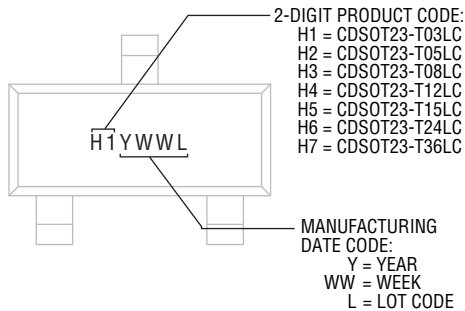 2-DIGIT PRODUCT CODE:
H1 = CDSOT23-T03LC
H2 = CDSOT23-T05LC
H3 = CDSOT23-T08LC
H4 = CDSOT23-T12LC
H5 = CDSOT23-T15LC
H6 = CDSOT23-T24LC
H7 = CDSOT23-T36LC
H1YWWL
MANUFACTURING
DATE CODE:
Y = YEAR
WW = WEEK
L = LOT CODE